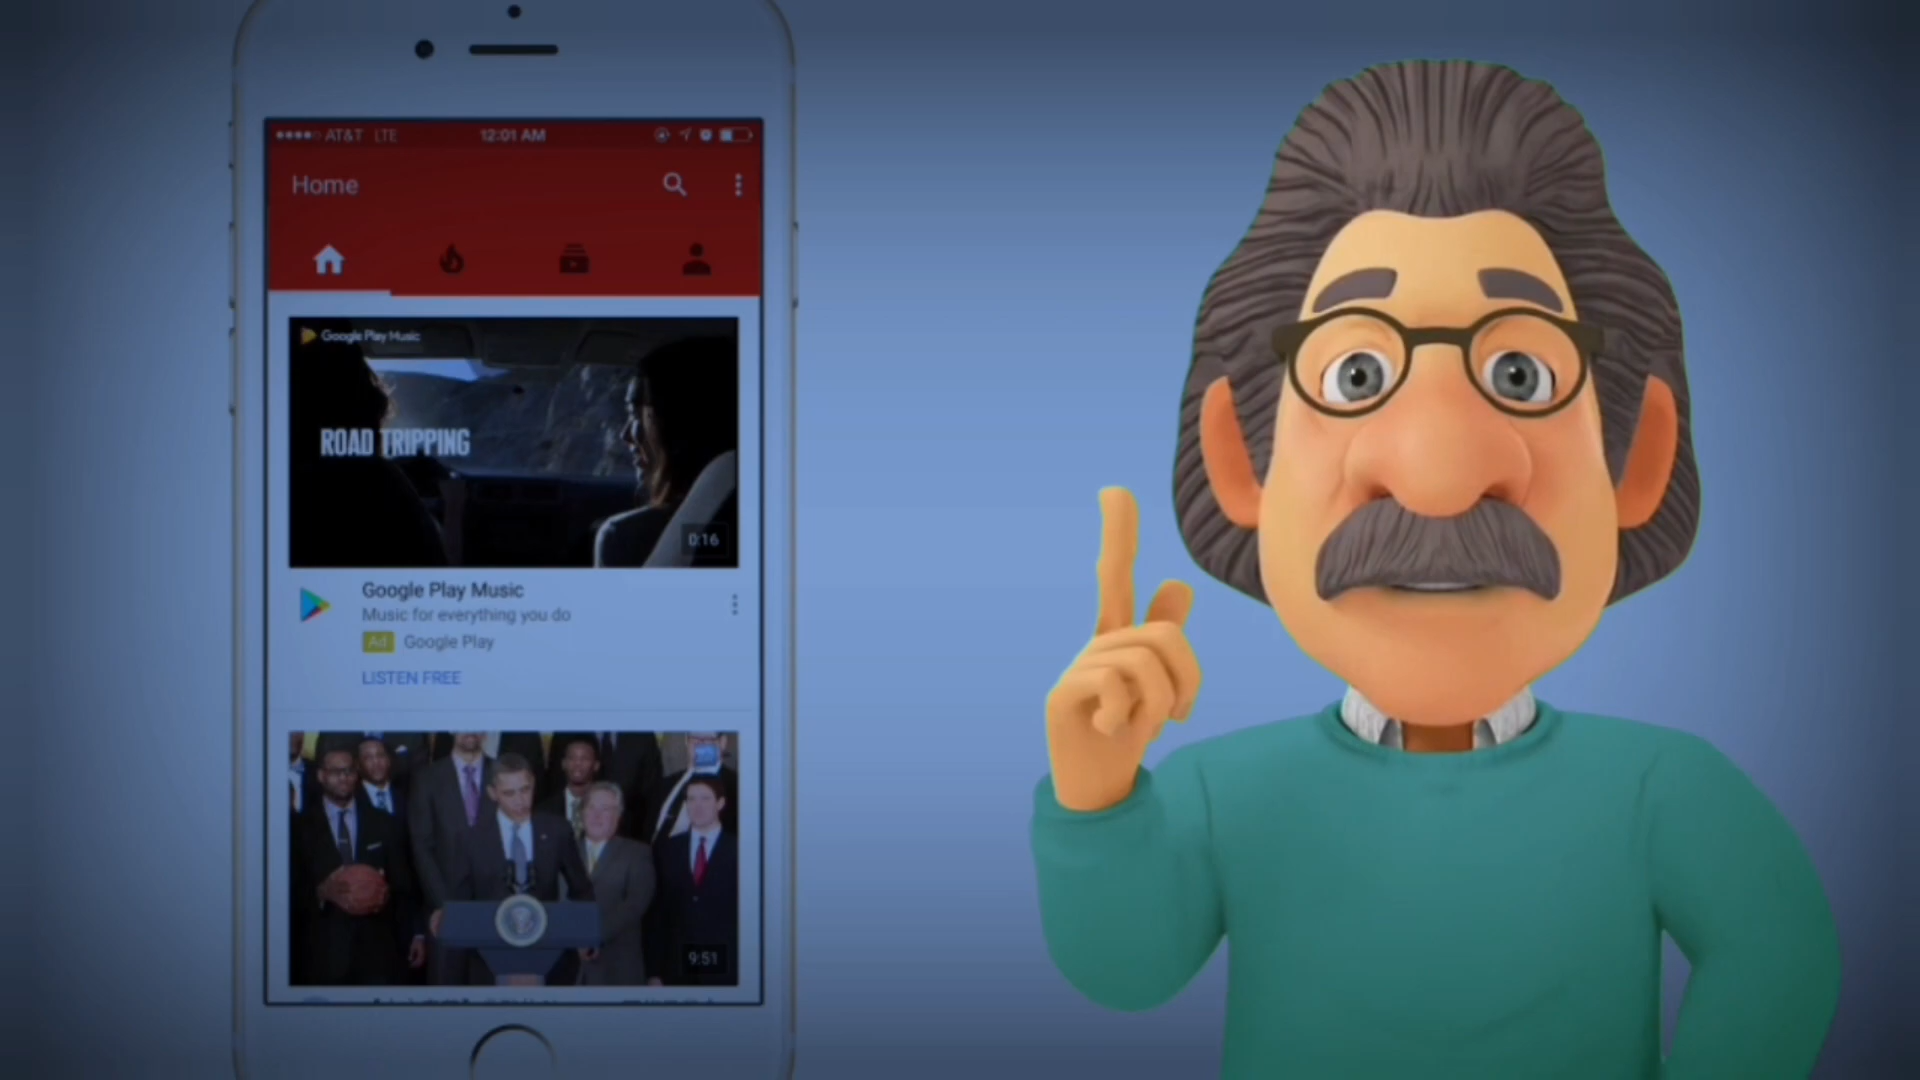 AT&T LTE 12:01 AM
Home
Google Play Music
ROAD TRIPPING
0:16
Google Play Music
Music for everything you do
Ad Google Play
LISTEN FREE
9:51